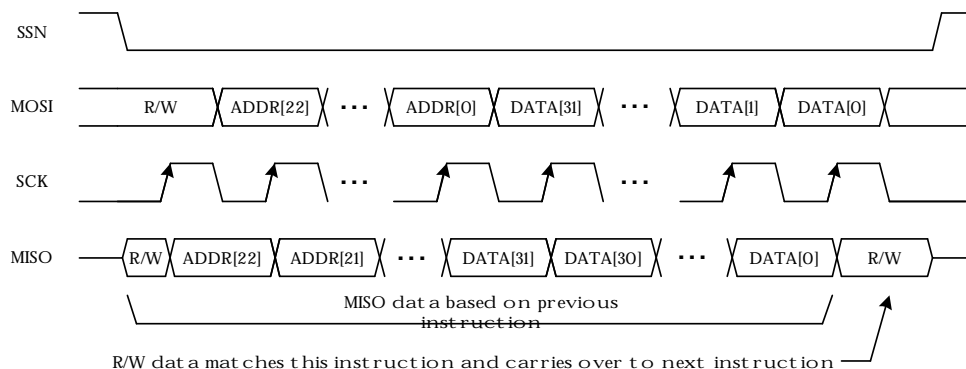 SSN
MOSI R/W ADDR[22] ... ADDR[0] DATA[31] ... DATA[1] DATA[0]
SCK ... ...
MISO R/W ADDR[22] ADDR[21] ... DATA[31] DATA[30] ... DATA[0] R/W
MISO data based on previous
instruction
R/W data matches this instruction and carries over to next instruction